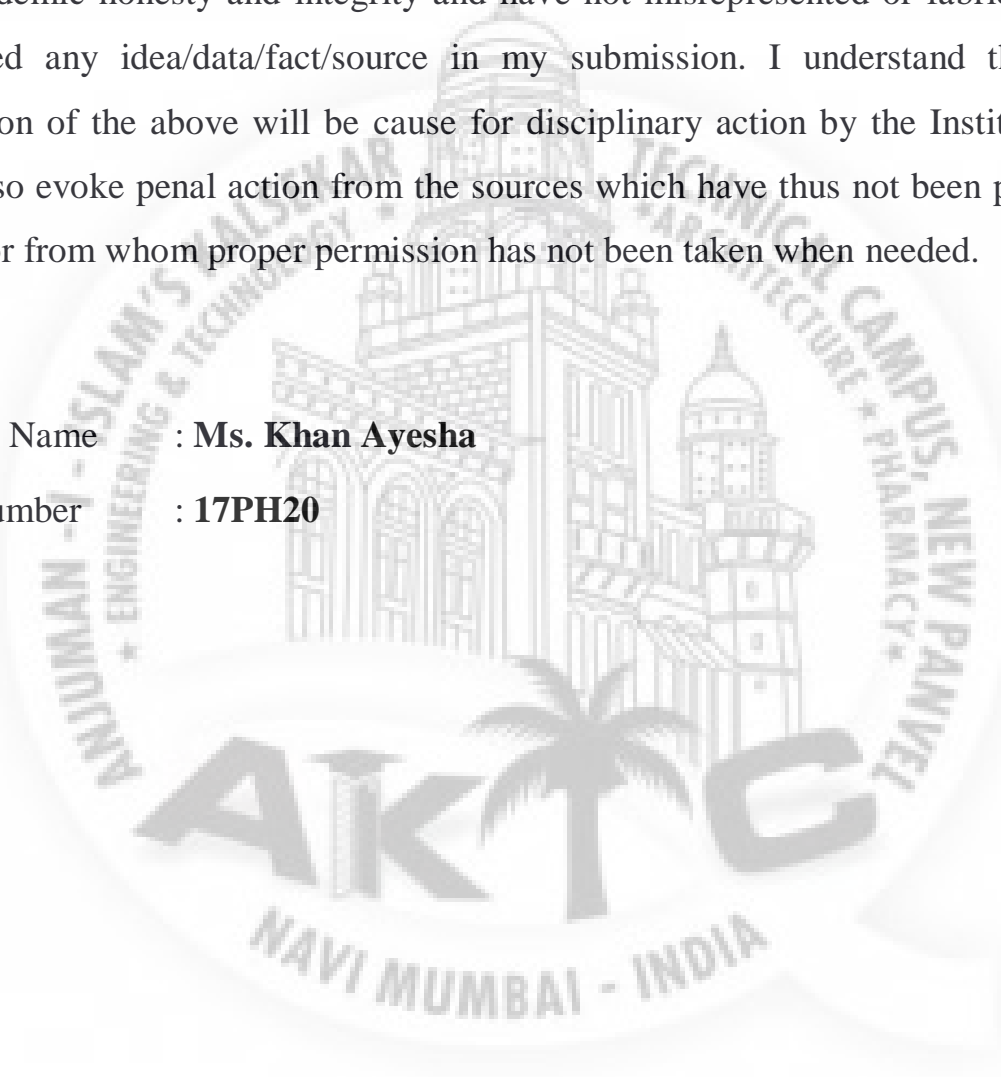 demic honesty and integrity and have not misrepresented or fabric
ed any idea/data/fact/source in my submission. I understand th
on of the above will be cause for disciplinary action by the Instit
so evoke penal action from the sources which have thus not been p
or from whom proper permission has not been taken when needed.
Name : Ms. Khan Ayesha
umber : 17PH20
ANJUMAN - I - ISLAM'S KALSEKAR TECHNICAL CAMPUS, NEW PANVEL
* ENGINEERING & TECHNOLOGY * ARCHITECTURE * PHARMACY *
AKTC
NAVI MUMBAI - INDIA